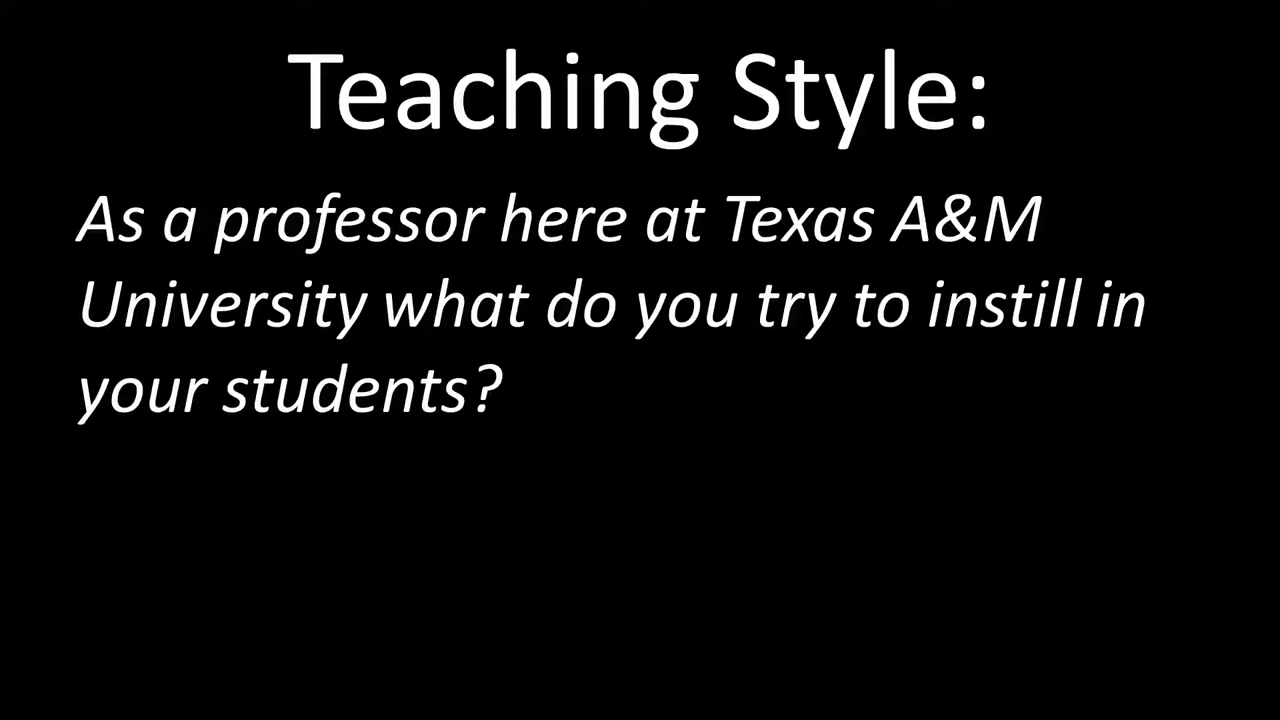 Teaching Style:
As a professor here at Texas A&M
University what do you try to instill in
your students?